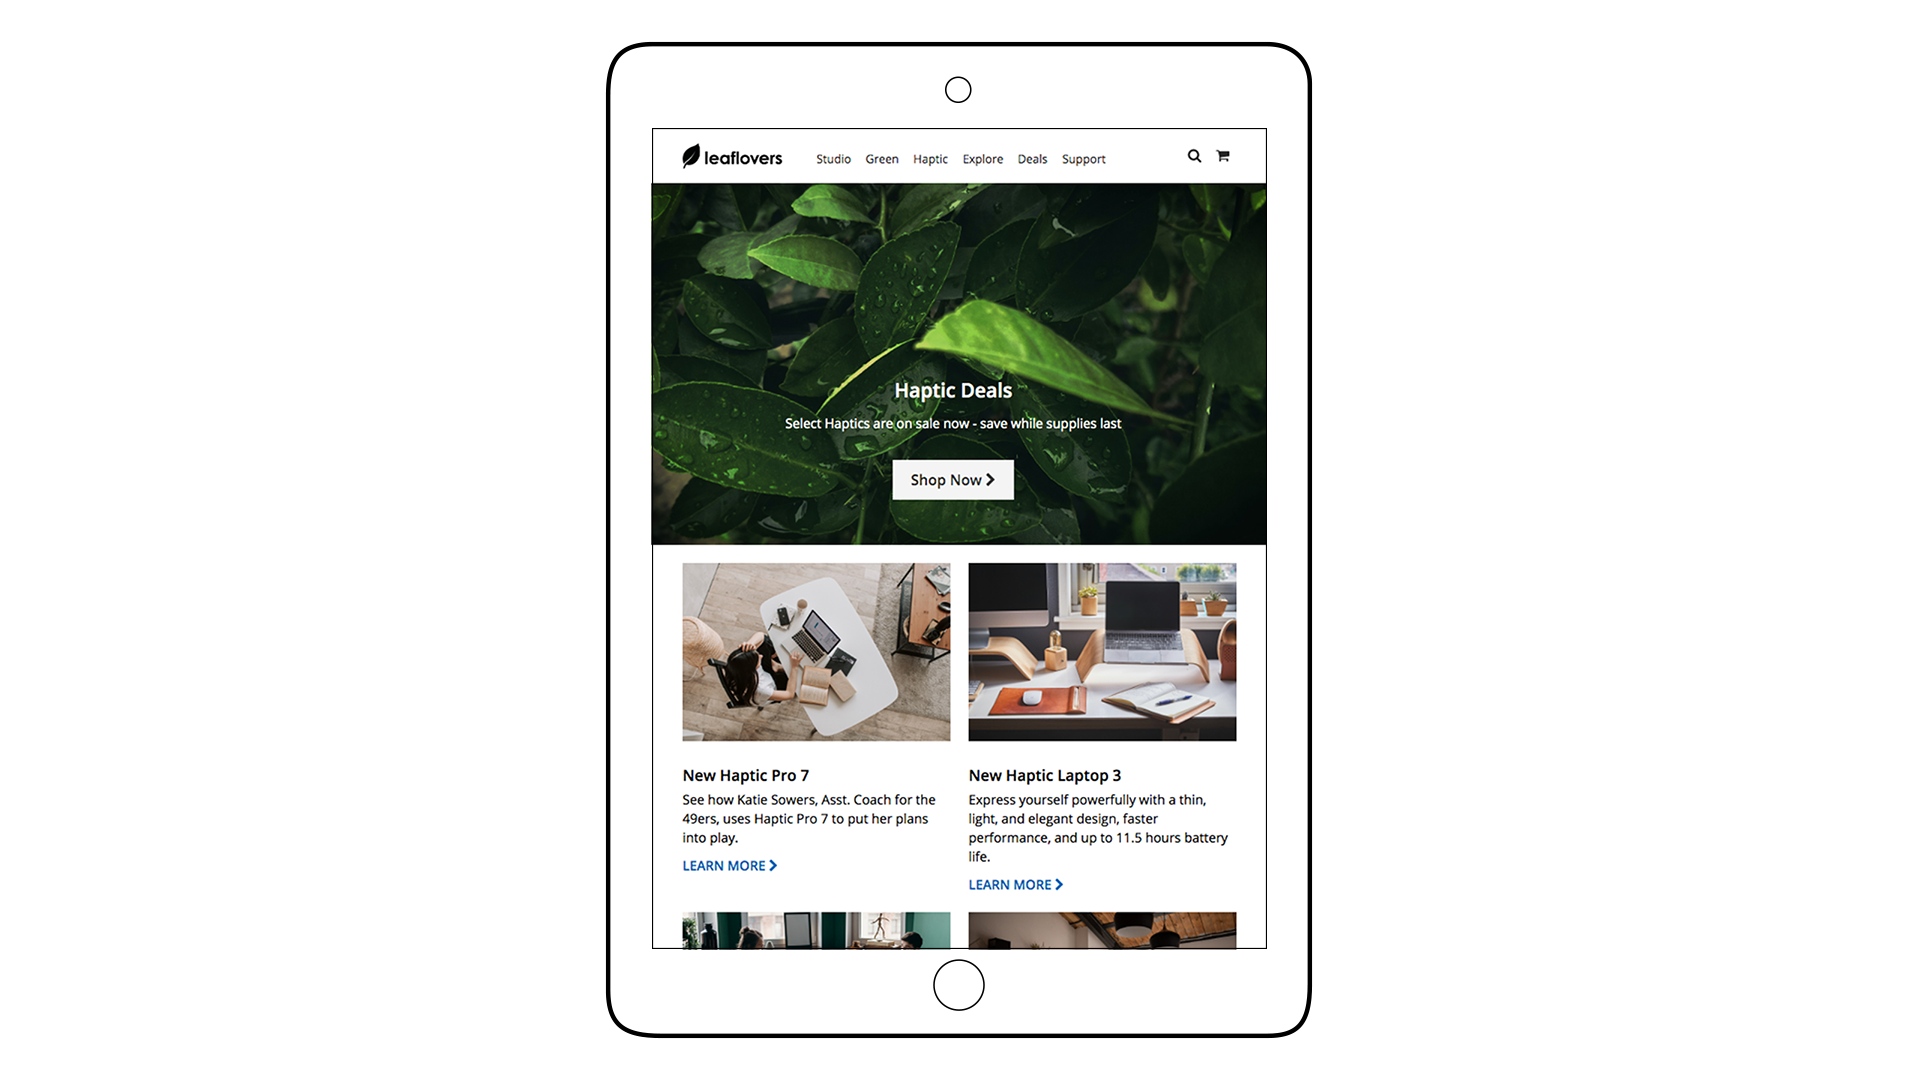 leaflovers
Studio Green Haptic Explore Deals Support
Haptic Deals
Select Haptics are on sale now - save while supplies last
Shop Now
New Haptic Pro 7
See how Katie Sowers, Asst. Coach for the
49ers, uses Haptic Pro 7 to put her plans
into play.
LEARN MORE
New Haptic Laptop 3
Express yourself powerfully with a thin,
light, and elegant design, faster
performance, and up to 11.5 hours battery
life.
LEARN MORE